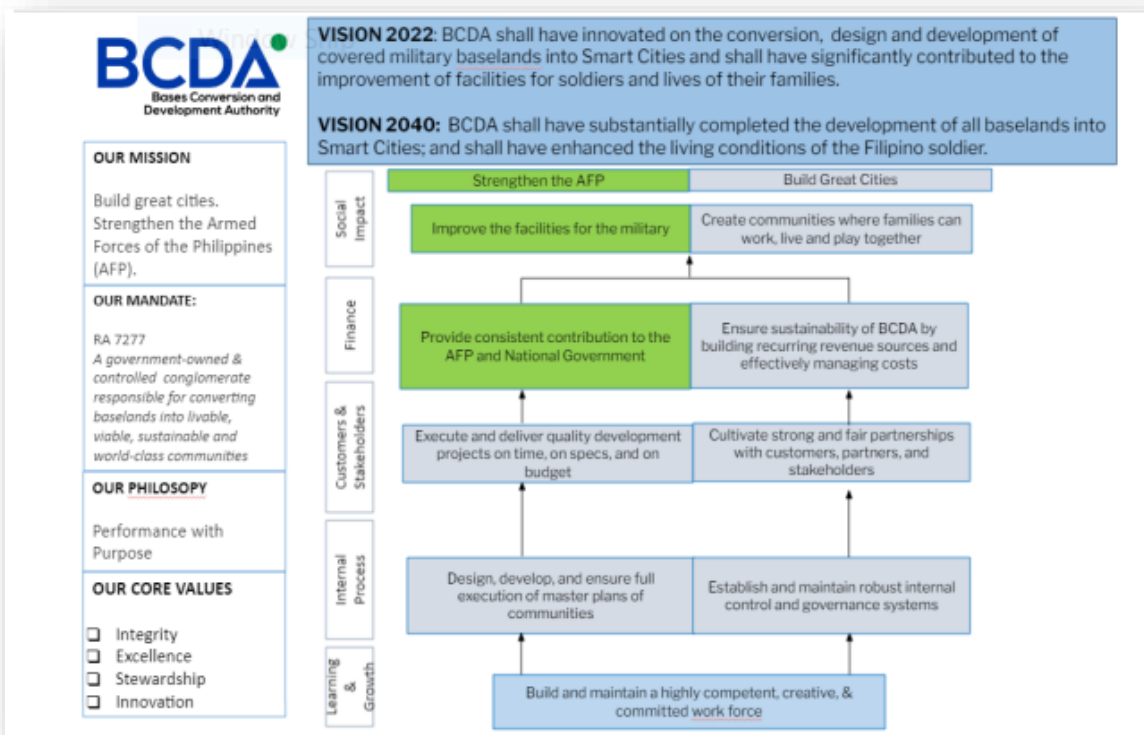 BCDA
Bases Conversion and
Development Authority
VISION 2022: BCDA shall have innovated on the conversion, design and development of
covered military baselands into Smart Cities and shall have significantly contributed to the
improvement of facilities for soldiers and lives of their families.
VISION 2040: BCDA shall have substantially completed the development of all baselands into
Smart Cities; and shall have enhanced the living conditions of the Filipino soldier.
OUR MISSION
Build great cities.
Strengthen the Armed
Forces of the Philippines
(AFP).
OUR MANDATE:
RA 7277
A government-owned &
controlled conglomerate
responsible for converting
baselands into livable,
viable, sustainable and
world-class communities
OUR PHILOSOPY
Performance with
Purpose
OUR CORE VALUES
Integrity
Excellence
Stewardship
Innovation
Strengthen the AFP
Build Great Cities
Social
Impact
Improve the facilities for the military
Create communities where families can
work, live and play together
Finance
Provide consistent contribution to the
AFP and National Government
Ensure sustainability of BCDA by
building recurring revenue sources and
effectively managing costs
Customers &
Stakeholders
Execute and deliver quality development
projects on time, on specs, and on
budget
Cultivate strong and fair partnerships
with customers, partners, and
stakeholders
Internal
Process
Design, develop, and ensure full
execution of master plans of
communities
Establish and maintain robust internal
control and governance systems
Learning
&
Growth
Build and maintain a highly competent, creative, &
committed work force